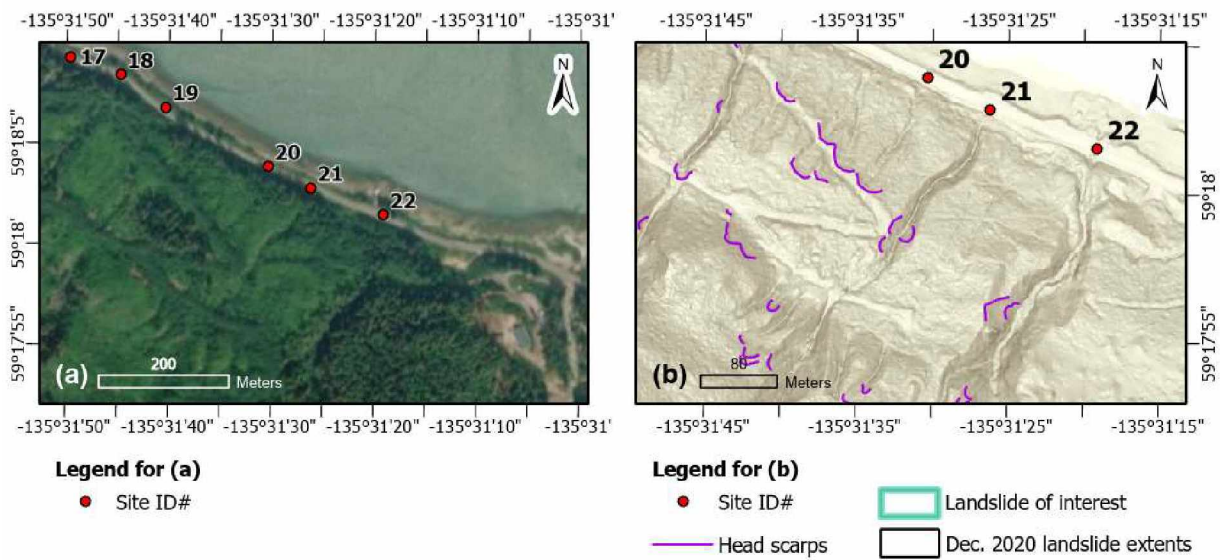 -135°31'50" -135°31'40" -135°31'30" -135°31'20" -135°31'10" -135°31'
59°18'5"
59°18'
59°17'55"
N
17
18
19
20
21
22
(a)
200
Meters
-135°31'50" -135°31'40" -135°31'30" -135°31'20" -135°31'10" -135°31'
-135°31'45" -135°31'35" -135°31'25" -135°31'15"
N
20
21
22
59°18'
59°17'55"
(b)
80
Meters
-135°31'45" -135°31'35" -135°31'25" -135°31'15"
Legend for (a)
Site ID#
Legend for (b)
Site ID#
Landslide of interest
Head scarps
Dec. 2020 landslide extents